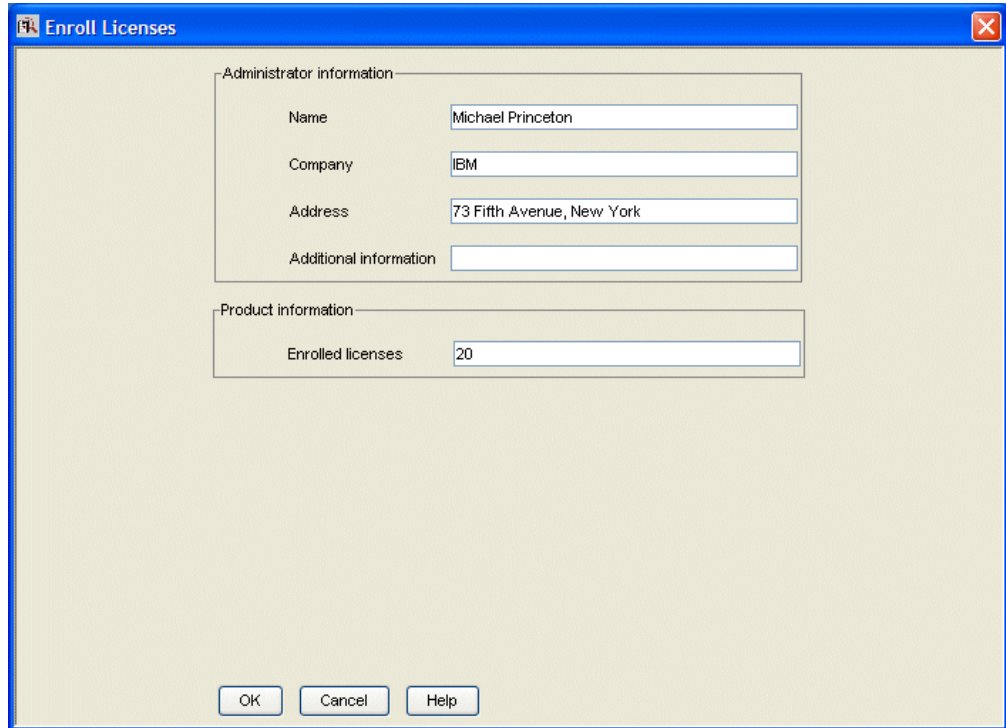 Enroll Licenses
Administrator information
Name Michael Princeton
Company IBM
Address 73 Fifth Avenue, New York
Additional information
Product information
Enrolled licenses 20
OK Cancel Help